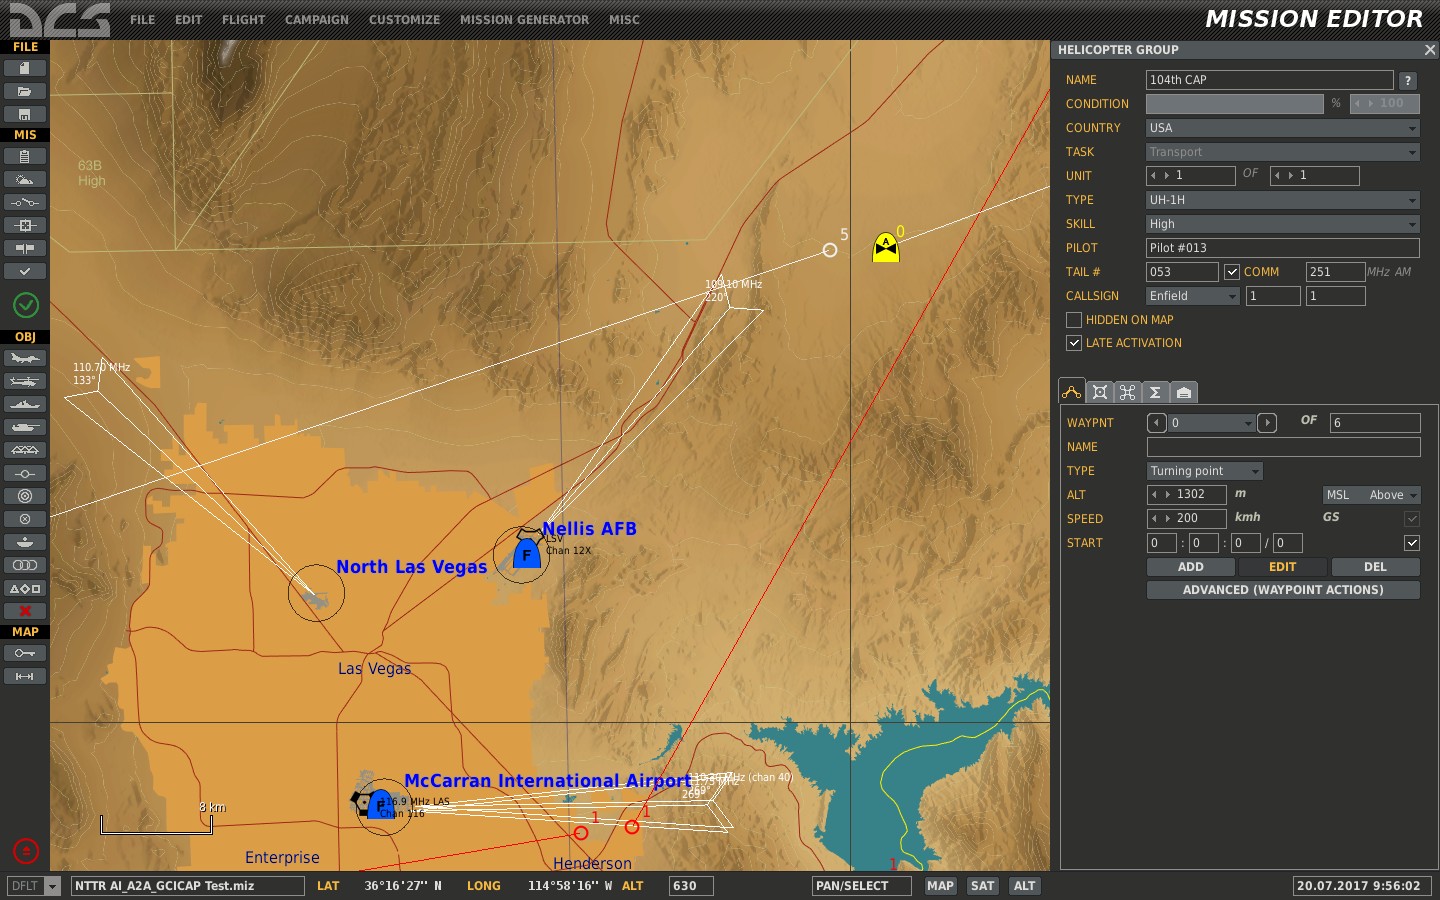 DCS
FILE EDIT FLIGHT CAMPAIGN CUSTOMIZE MISSION GENERATOR MISC
MISSION EDITOR
FILE
MIS
OBJ
MAP
63B
High
5
0
A
109.10 MHz
220°
110.70 MHz
133°
Nellis AFB
LSV
Chan 12X
F
North Las Vegas
Las Vegas
McCarran International Airport
116.9 MHz LAS
Chan 116
MHz (chan 40)
269°
1
1
1
8 km
Enterprise
Henderson
HELICOPTER GROUP
NAME 104th CAP ?
CONDITION % 100
COUNTRY USA
TASK Transport
UNIT 1 OF 1
TYPE UH-1H
SKILL High
PILOT Pilot #013
TAIL # 053 COMM 251 MHz AM
CALLSIGN Enfield 1 1
HIDDEN ON MAP
LATE ACTIVATION
WAYPNT 0 OF 6
NAME
TYPE Turning point
ALT 1302 m MSL Above
SPEED 200 kmh GS
START 0 : 0 : 0 / 0
ADD EDIT DEL
ADVANCED (WAYPOINT ACTIONS)
DFLT NTTR AI_A2A_GCICAP Test.miz LAT 36°16'27" N LONG 114°58'16" W ALT 630 PAN/SELECT MAP SAT ALT 20.07.2017 9:56:02